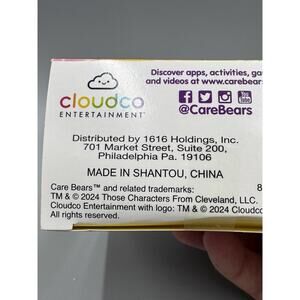 Discover apps, activities, ga
and videos at www.carebears
cloudco
ENTERTAINMENT
@CareBears
Distributed by 1616 Holdings, Inc.
701 Market Street, Suite 200,
Philadelphia Pa. 19106
MADE IN SHANTOU, CHINA
Care Bears™ and related trademarks:
TM & © 2024 Those Characters From Cleveland, LLC.
Cloudco Entertainment with logo: TM & © 2024 Cloudco
All rights reserved.
8